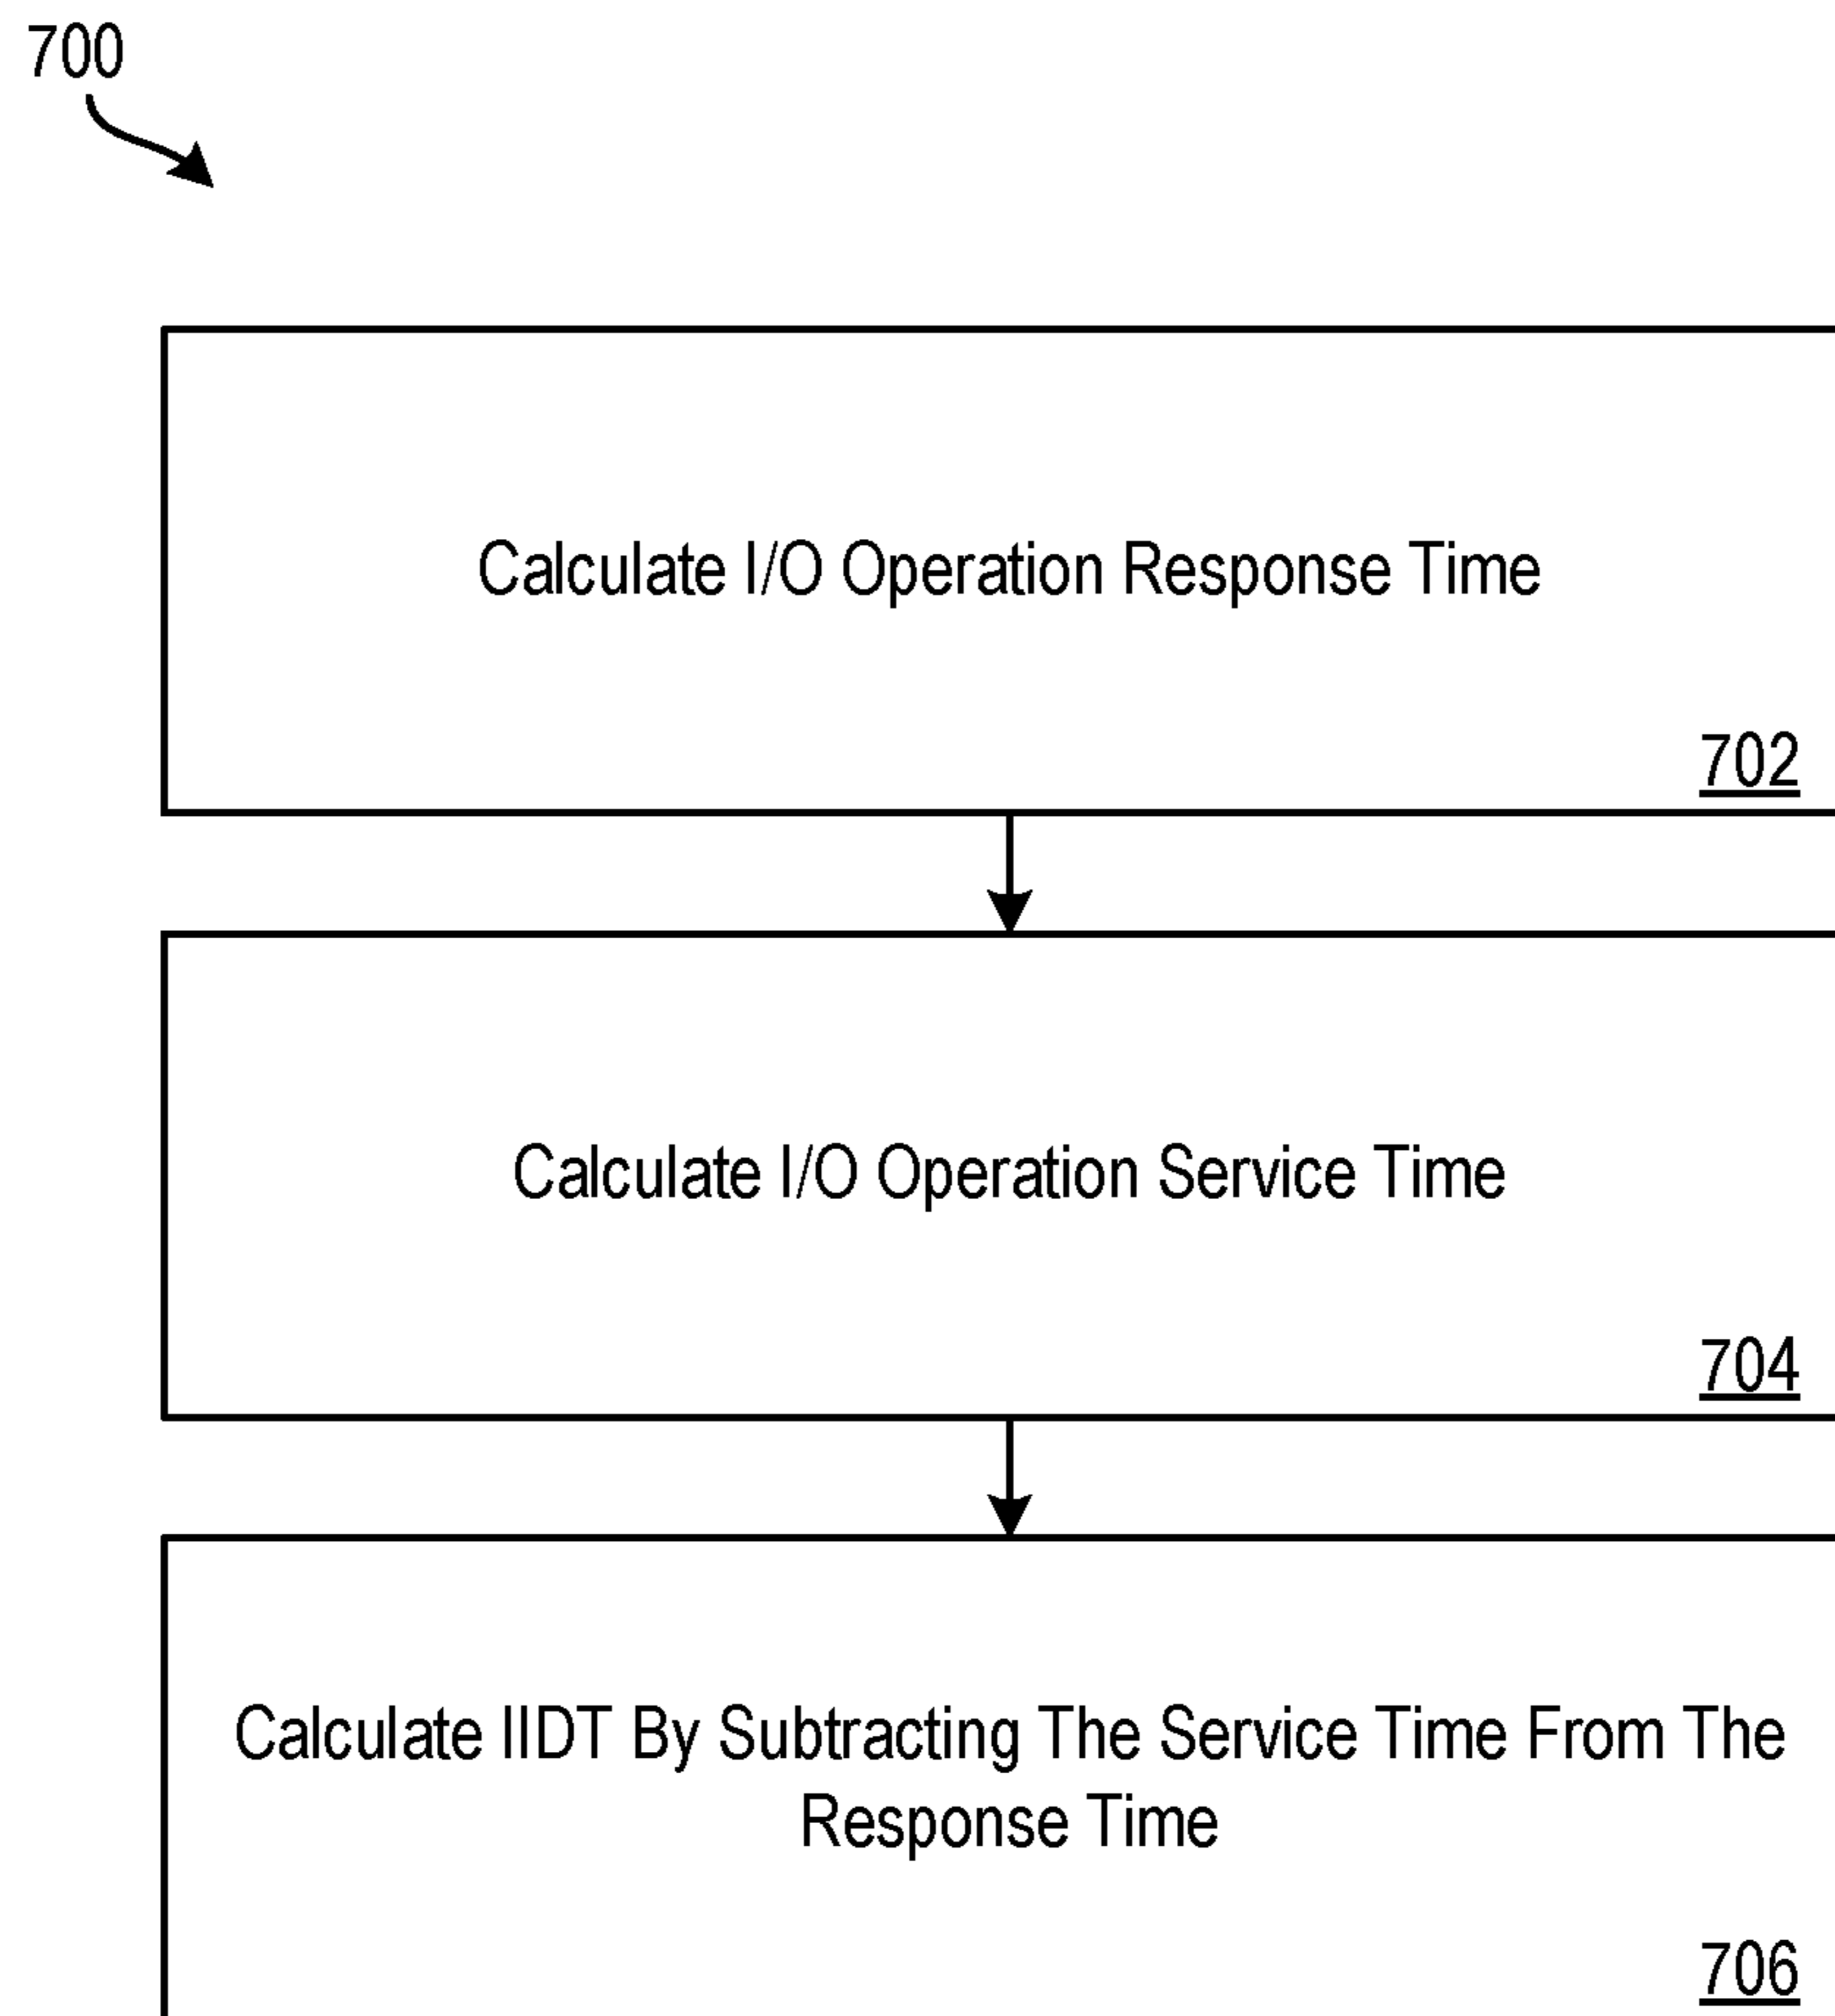 700
Calculate I/O Operation Response Time
702
Calculate I/O Operation Service Time
704
Calculate IIDT By Subtracting The Service Time From The
Response Time
706